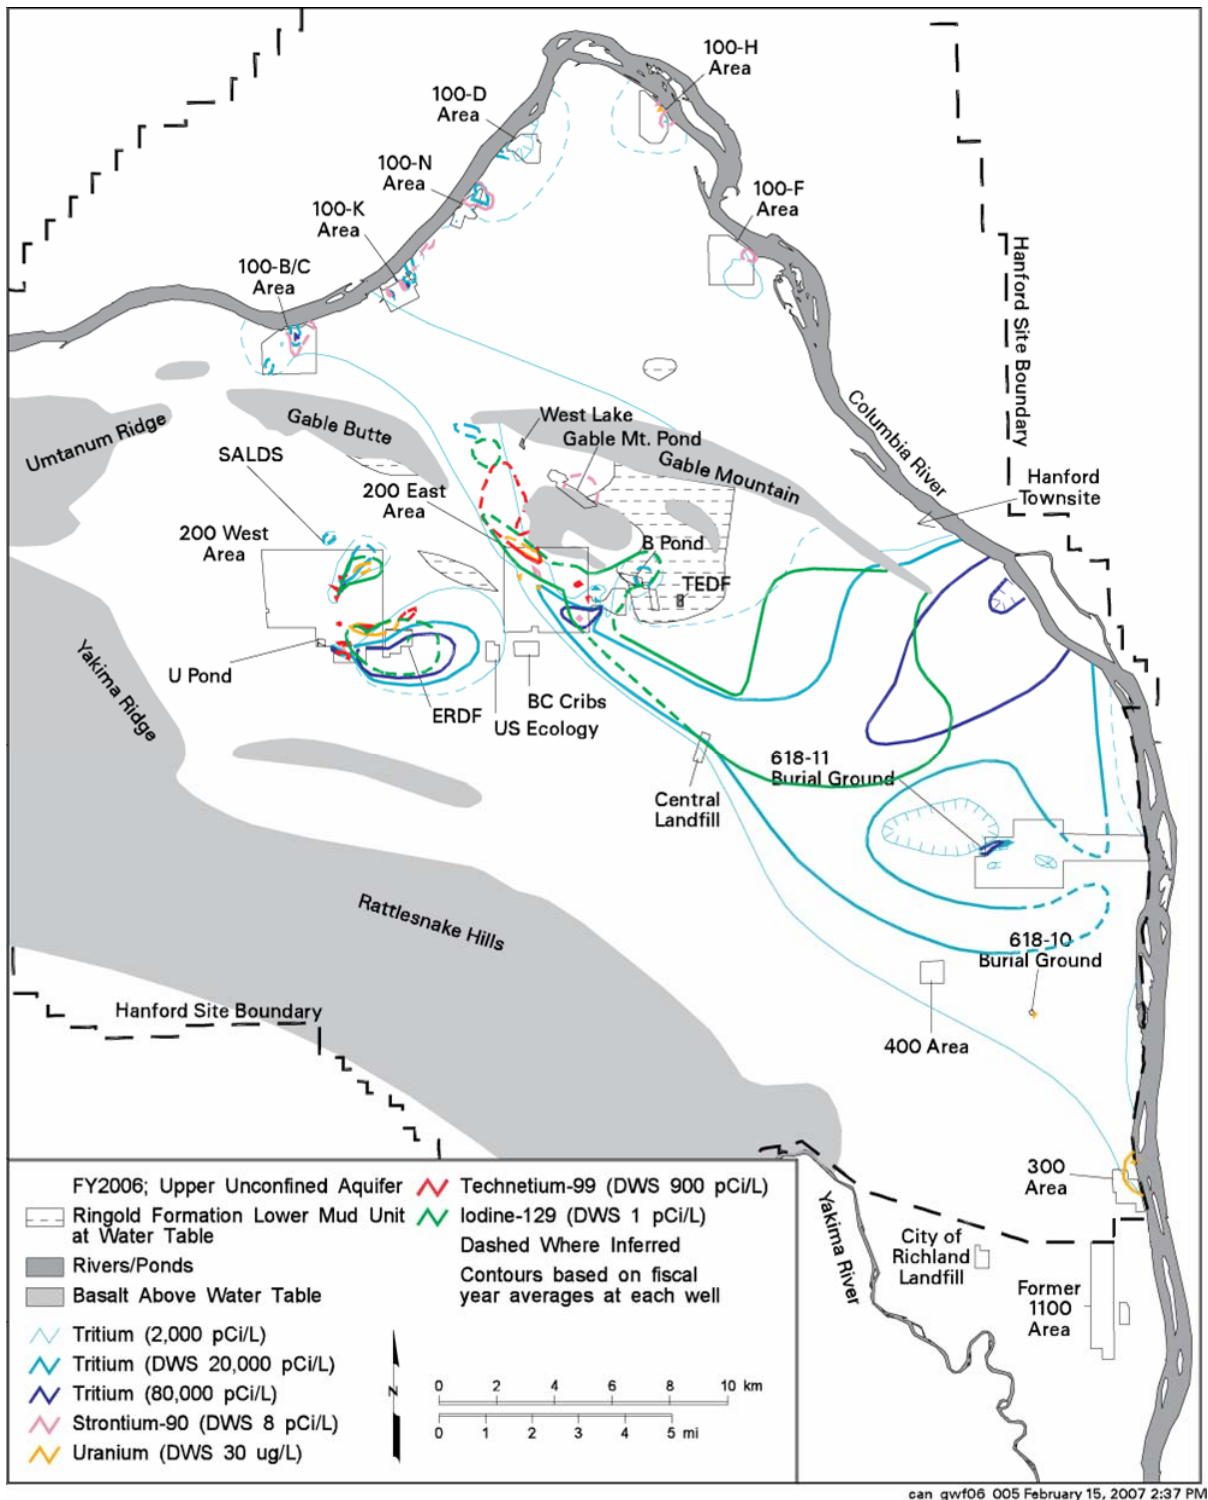 100-H
Area
100-D
Area
100-N
Area
100-F
Area
100-K
Area
100-B/C
Area
Hanford Site Boundary
Columbia River
West Lake
Gable Mt. Pond
Gable Butte
Umtanum Ridge
SALDS
Gable Mountain
Hanford
Townsite
200 East
Area
200 West
Area
B Pond
TEDF
U Pond
Yakima Ridge
ERDF
BC Cribs
US Ecology
618-11
Burial Ground
Central
Landfill
Rattlesnake Hills
618-10
Burial Ground
Hanford Site Boundary
400 Area
300
Area
Yakima River
City of
Richland
Landfill
Former
1100
Area
FY2006; Upper Unconfined Aquifer
Ringold Formation Lower Mud Unit
at Water Table
Rivers/Ponds
Basalt Above Water Table
Tritium (2,000 pCi/L)
Tritium (DWS 20,000 pCi/L)
Tritium (80,000 pCi/L)
Strontium-90 (DWS 8 pCi/L)
Uranium (DWS 30 ug/L)
Technetium-99 (DWS 900 pCi/L)
Iodine-129 (DWS 1 pCi/L)
Dashed Where Inferred
Contours based on fiscal
year averages at each well
N
0 2 4 6 8 10 km
0 1 2 3 4 5 mi
can_gwf06_005 February 15, 2007 2:37 PM